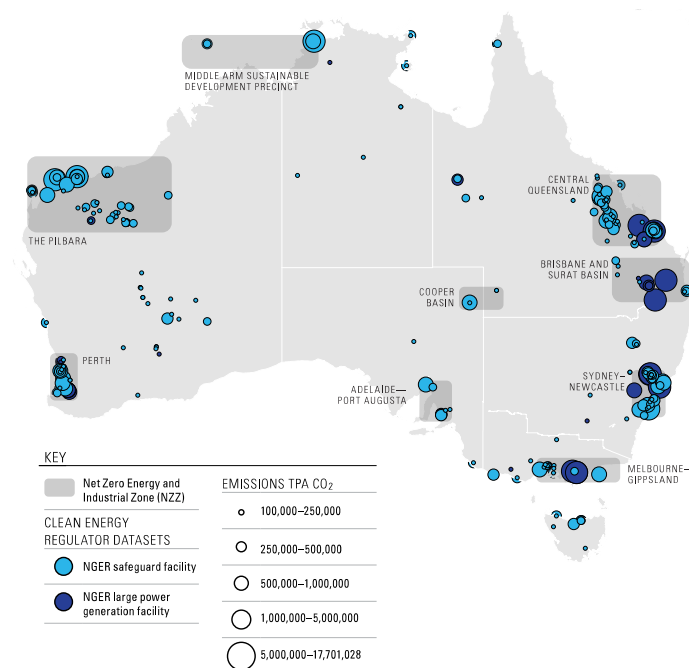 MIDDLE ARM SUSTAINABLE
DEVELOPMENT PRECINCT
CENTRAL
QUEENSLAND
THE PILBARA
BRISBANE AND
SURAT BASIN
COOPER
BASIN
PERTH
SYDNEY–
NEWCASTLE
ADELAIDE—
PORT AUGUSTA
MELBOURNE–
GIPPSLAND
KEY
Net Zero Energy and
Industrial Zone (NZZ)
CLEAN ENERGY
REGULATOR DATASETS
NGER safeguard facility
NGER large power
generation facility
EMISSIONS TPA CO₂
100,000–250,000
250,000–500,000
500,000–1,000,000
1,000,000–5,000,000
5,000,000–17,701,028